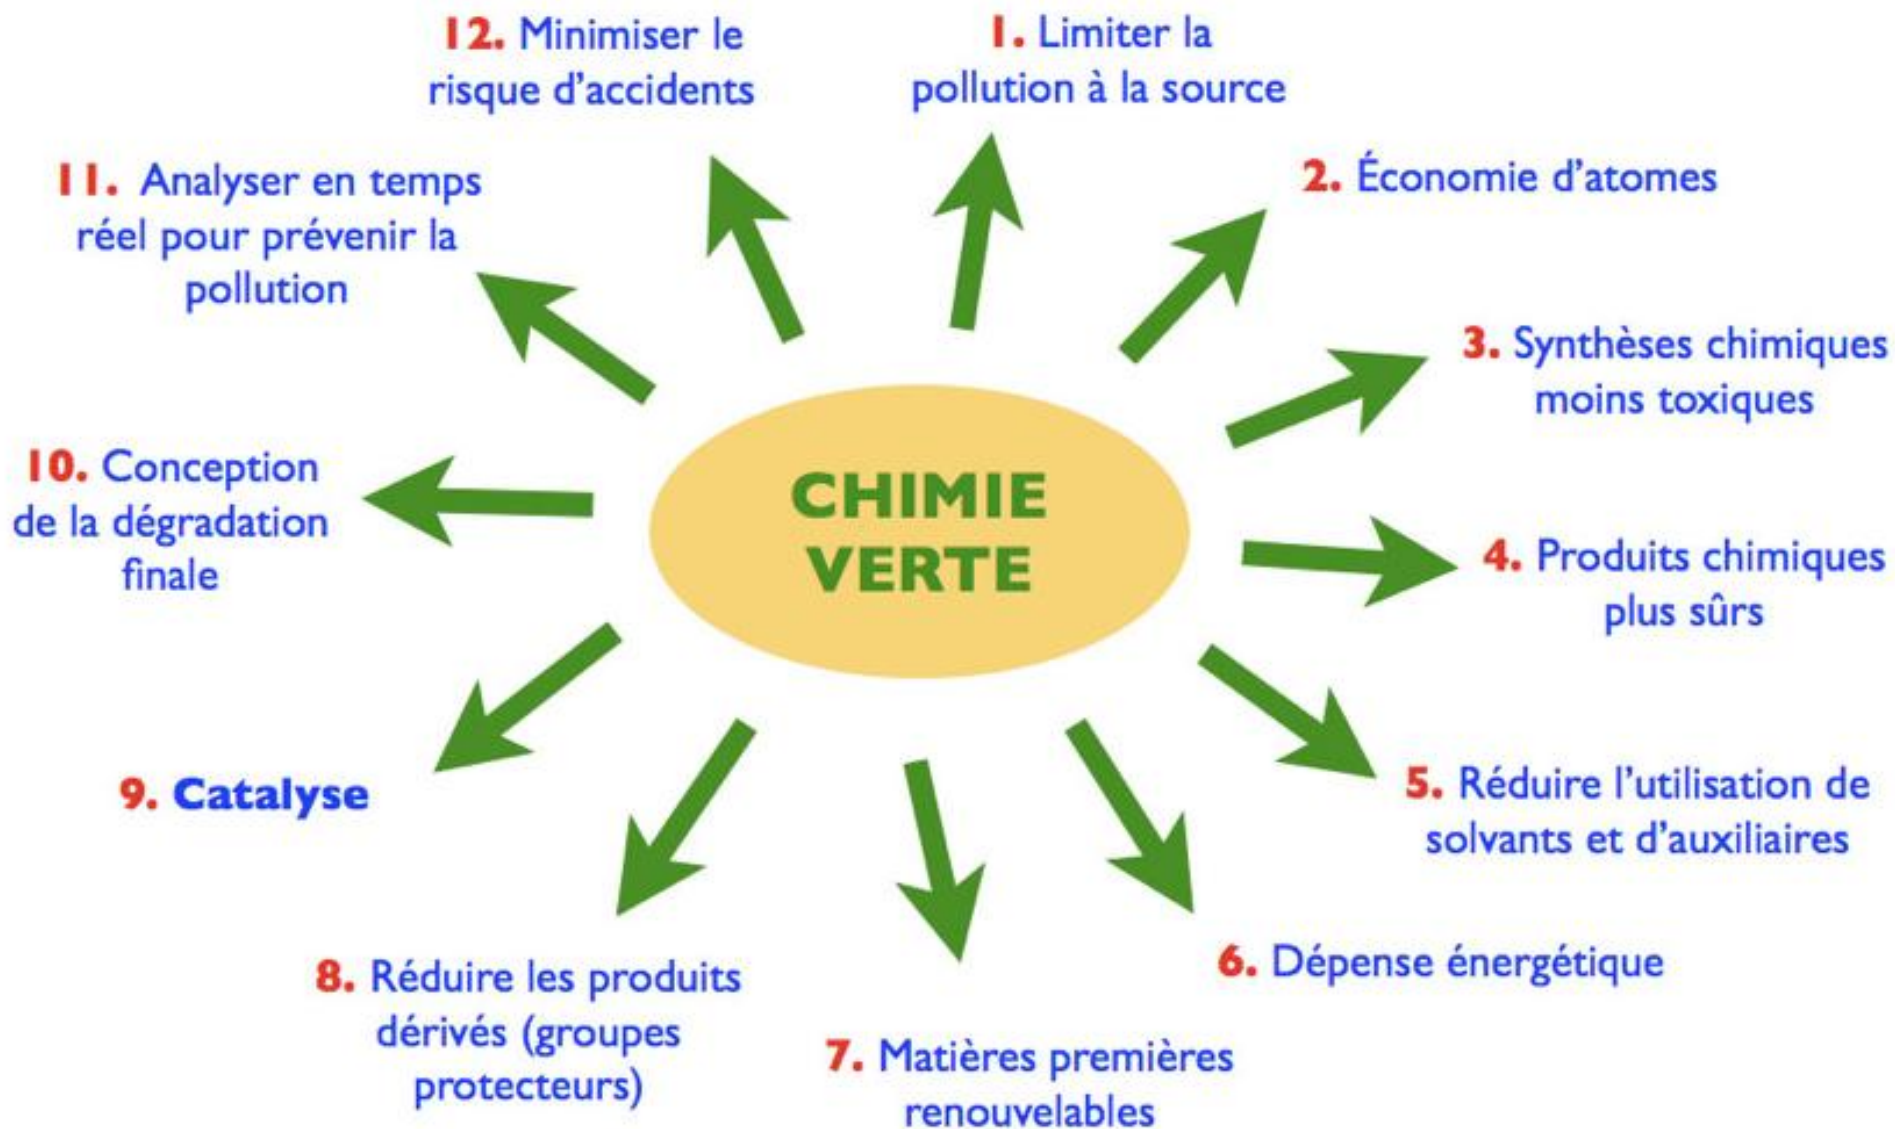 12. Minimiser le
risque d'accidents
1. Limiter la
pollution à la source
2. Économie d'atomes
3. Synthèses chimiques
moins toxiques
4. Produits chimiques
plus sûrs
5. Réduire l'utilisation de
solvants et d'auxiliaires
6. Dépense énergétique
7. Matières premières
renouvelables
8. Réduire les produits
dérivés (groupes
protecteurs)
9. Catalyse
10. Conception
de la dégradation
finale
11. Analyser en temps
réel pour prévenir la
pollution
CHIMIE
VERTE